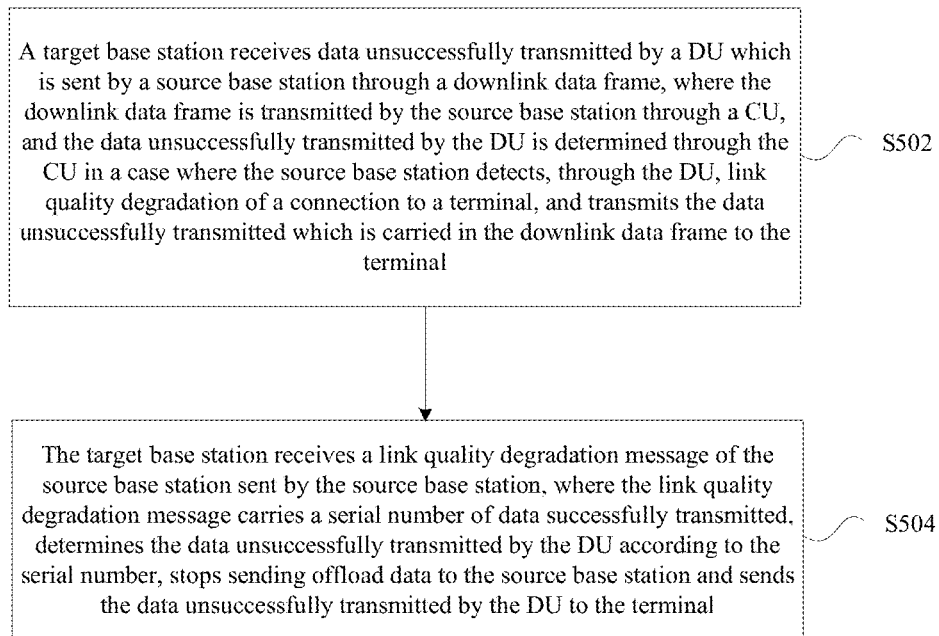 A target base station receives data unsuccessfully transmitted by a DU which
is sent by a source base station through a downlink data frame, where the
downlink data frame is transmitted by the source base station through a CU,
and the data unsuccessfully transmitted by the DU is determined through the
CU in a case where the source base station detects, through the DU, link
quality degradation of a connection to a terminal, and transmits the data
unsuccessfully transmitted which is carried in the downlink data frame to the
terminal
S502
The target base station receives a link quality degradation message of the
source base station sent by the source base station, where the link quality
degradation message carries a serial number of data successfully transmitted,
determines the data unsuccessfully transmitted by the DU according to the
serial number, stops sending offload data to the source base station and sends
the data unsuccessfully transmitted by the DU to the terminal
S504